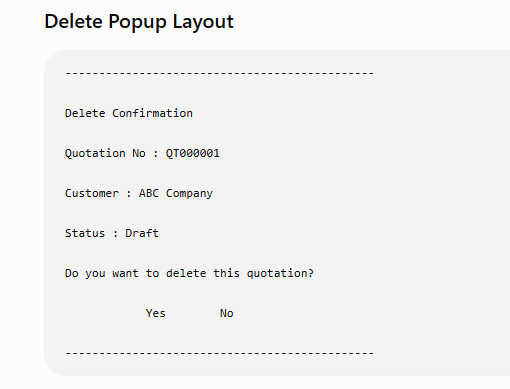 Delete Popup Layout
----------------------------------------------
Delete Confirmation
Quotation No : QT000001
Customer : ABC Company
Status : Draft
Do you want to delete this quotation?
Yes        No
----------------------------------------------